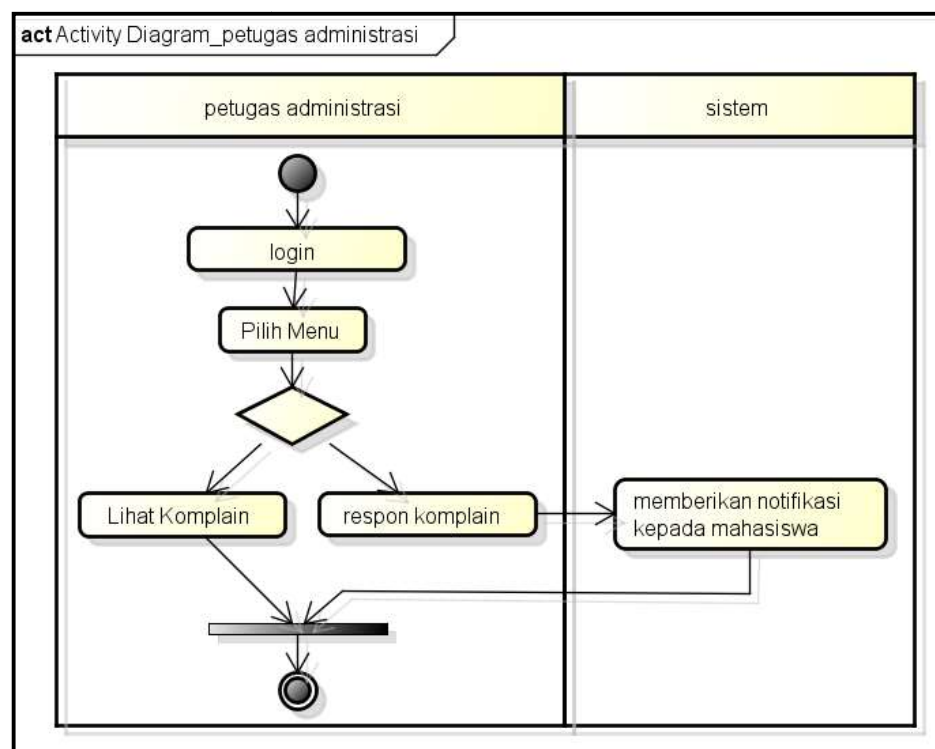 act Activity Diagram_petugas administrasi
petugas administrasi
sistem
login
Pilih Menu
Lihat Komplain
respon komplain
memberikan notifikasi
kepada mahasiswa